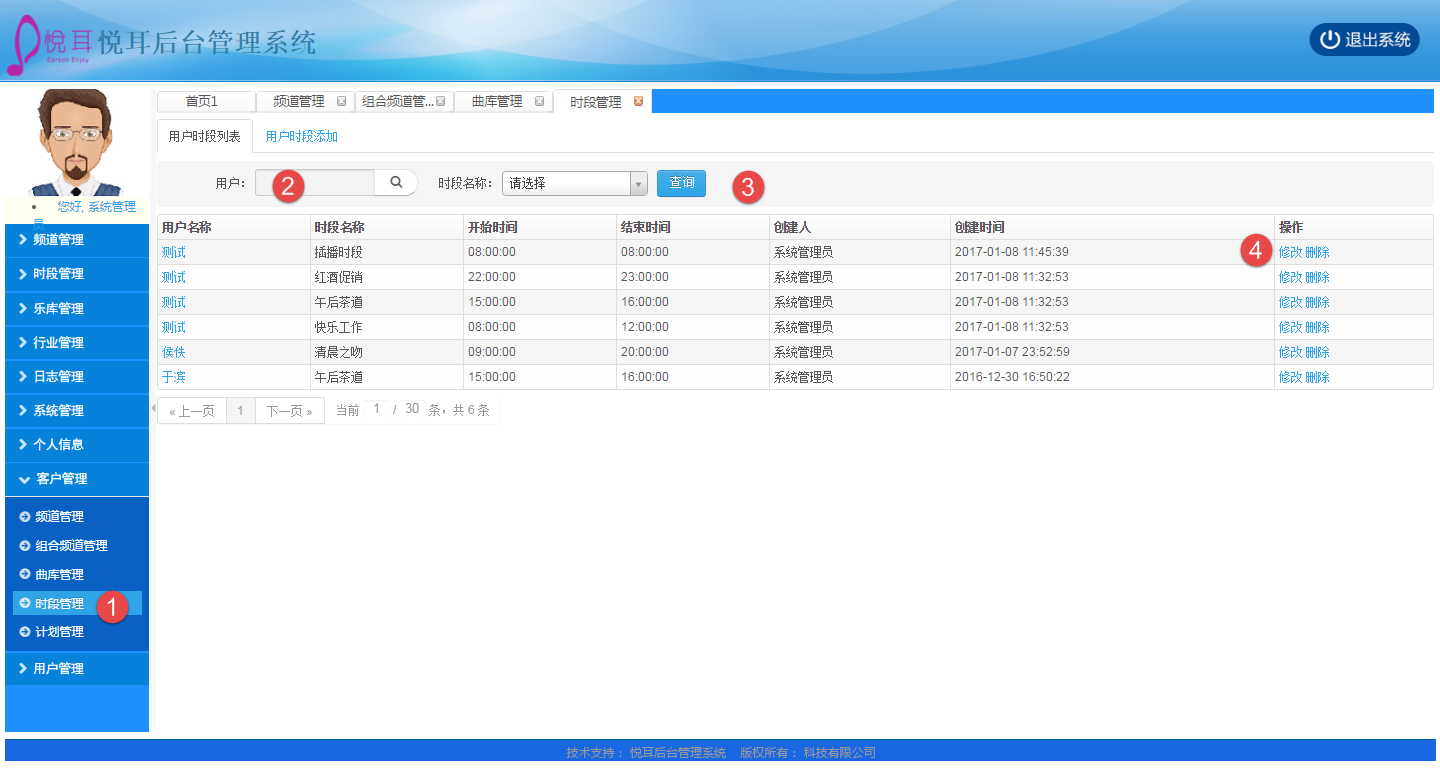 悦耳 悦耳后台管理系统
Earson Enjoy
退出系统
首页1 频道管理 组合频道管... 曲库管理 时段管理
用户时段列表 用户时段添加
用户： 2 时段名称： 请选择 查询 3
您好, 系统管理
员
频道管理
时段管理
乐库管理
行业管理
日志管理
系统管理
个人信息
客户管理
频道管理
组合频道管理
曲库管理
时段管理 1
计划管理
用户管理
用户名称 时段名称 开始时间 结束时间 创建人 创建时间 操作
测试 插播时段 08:00:00 08:00:00 系统管理员 2017-01-08 11:45:39 4 修改 删除
测试 红酒促销 22:00:00 23:00:00 系统管理员 2017-01-08 11:32:53 修改 删除
测试 午后茶道 15:00:00 16:00:00 系统管理员 2017-01-08 11:32:53 修改 删除
测试 快乐工作 08:00:00 12:00:00 系统管理员 2017-01-08 11:32:53 修改 删除
侯佚 清晨之吻 09:00:00 20:00:00 系统管理员 2017-01-07 23:52:59 修改 删除
于滨 午后茶道 15:00:00 16:00:00 系统管理员 2016-12-30 16:50:22 修改 删除
« 上一页 1 下一页 » 当前 1 / 30 条，共 6 条
技术支持： 悦耳后台管理系统 版权所有： 科技有限公司